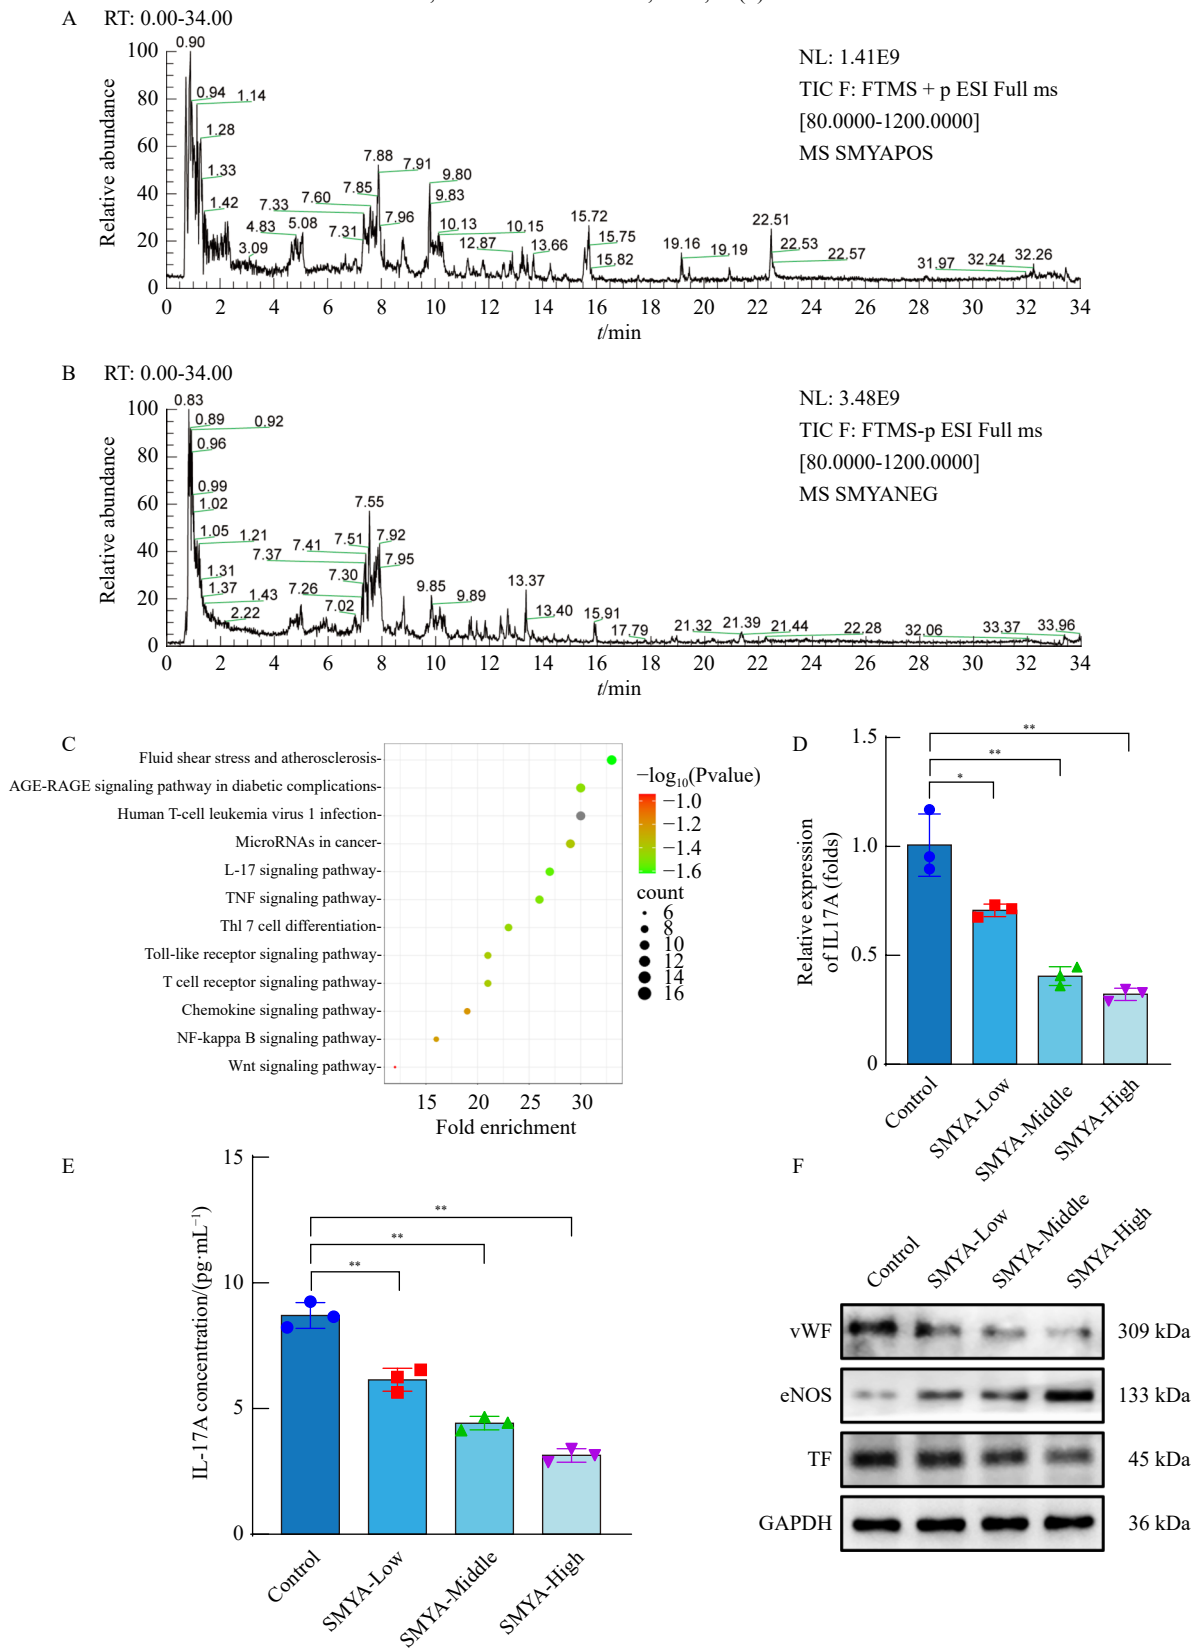 A RT: 0.00-34.00
NL: 1.41E9
TIC F: FTMS + p ESI Full ms
[80.0000-1200.0000]
MS SMYAPOS
Relative abundance
100
80
60
40
20
0
0.90
0.94 1.14
1.28
1.33
1.42
3.09
4.83 5.08
7.33 7.60 7.85 7.88 7.91
7.31 7.96
9.80
9.83
10.13 10.15
12.87 13.66
15.72
15.75
15.82
19.16 19.19
22.51
22.53
22.57
31.97 32.24 32.26
0 2 4 6 8 10 12 14 16 18 20 22 24 26 28 30 32 34
t/min
B RT: 0.00-34.00
NL: 3.48E9
TIC F: FTMS-p ESI Full ms
[80.0000-1200.0000]
MS SMYANEG
Relative abundance
100
80
60
40
20
0
0.83
0.89 0.92
0.96
0.99
1.02
1.05 1.21
1.31
1.37 1.43
2.22
7.55
7.41 7.51 7.92
7.37 7.95
7.26 7.30
7.02
9.85 9.89
13.37
13.40
15.91
17.79
21.32 21.39 21.44 22.28
32.06 33.37 33.96
0 2 4 6 8 10 12 14 16 18 20 22 24 26 28 30 32 34
t/min
C
Fluid shear stress and atherosclerosis-
AGE-RAGE signaling pathway in diabetic complications-
Human T-cell leukemia virus 1 infection-
MicroRNAs in cancer-
L-17 signaling pathway-
TNF signaling pathway-
Thl 7 cell differentiation-
Toll-like receptor signaling pathway-
T cell receptor signaling pathway-
Chemokine signaling pathway-
NF-kappa B signaling pathway-
Wnt signaling pathway-
15 20 25 30
Fold enrichment
−log10(Pvalue)
−1.0
−1.2
−1.4
−1.6
count
6
8
10
12
14
16
D
Relative expression
of IL17A (folds)
1.5
1.0
0.5
0
**
**
*
Control
SMYA-Low
SMYA-Middle
SMYA-High
E
IL-17A concentration/(pg·mL⁻¹)
15
10
5
0
**
**
**
Control
SMYA-Low
SMYA-Middle
SMYA-High
F
Control
SMYA-Low
SMYA-Middle
SMYA-High
vWF 309 kDa
eNOS 133 kDa
TF 45 kDa
GAPDH 36 kDa